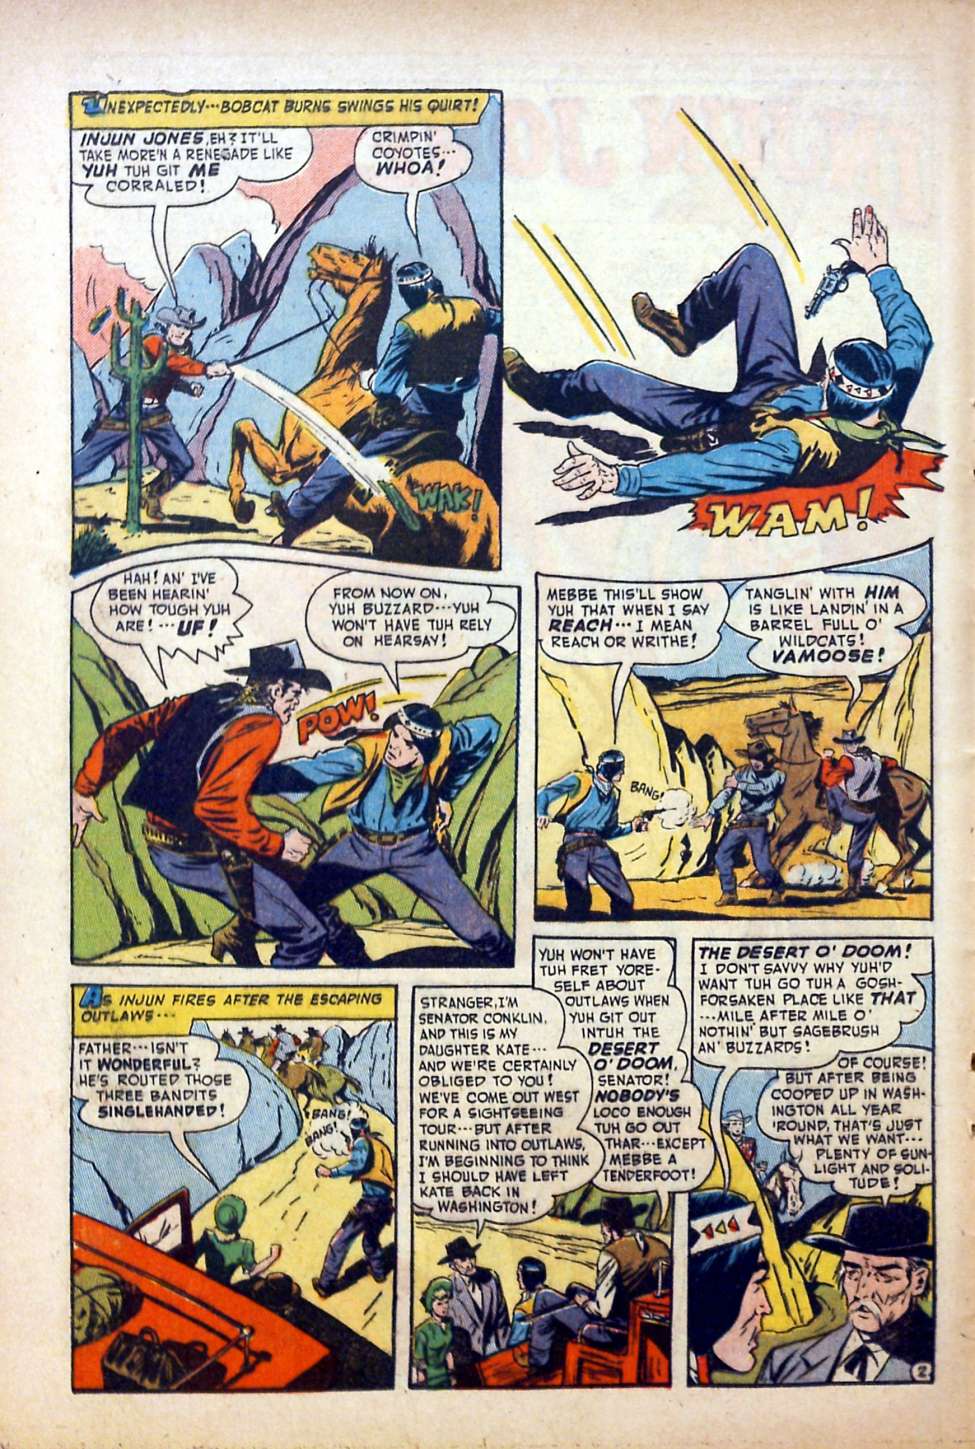 UNEXPECTEDLY... BOBCAT BURNS SWINGS HIS QUIRT!
INJUN JONES, EH? IT'LL
TAKE MORE'N A RENEGADE LIKE
YUH TUH GIT ME
CORRALED!
CRIMPIN'
COYOTES...
WHOA!
WAK!
WAM!
HAH! AN' I'VE
BEEN HEARIN'
HOW TOUGH YUH
ARE! ... UF!
FROM NOW ON,
YUH BUZZARD... YUH
WON'T HAVE TUH RELY
ON HEARSAY!
POW!
MEBBE THIS'LL SHOW
YUH THAT WHEN I SAY
REACH... I MEAN
REACH OR WRITHE!
TANGLIN' WITH HIM
IS LIKE LANDIN' IN A
BARREL FULL O'
WILDCATS!
VAMOOSE!
BANG!
AS INJUN FIRES AFTER THE ESCAPING
OUTLAWS...
FATHER... ISN'T
IT WONDERFUL?
HE'S ROUTED THOSE
THREE BANDITS
SINGLEHANDED!
BANG!
BANG!
STRANGER, I'M
SENATOR CONKLIN,
AND THIS IS MY
DAUGHTER KATE...
AND WE'RE CERTAINLY
OBLIGED TO YOU!
WE'VE COME OUT WEST
FOR A SIGHTSEEING
TOUR... BUT AFTER
RUNNING INTO OUTLAWS,
I'M BEGINNING TO THINK
I SHOULD HAVE LEFT
KATE BACK IN
WASHINGTON!
YUH WON'T HAVE
TUH FRET YORE-
SELF ABOUT
OUTLAWS WHEN
YUH GIT OUT
INTUH THE
DESERT
O' DOOM,
SENATOR!
NOBODY'S
LOCO ENOUGH
TUH GO OUT
THAR... EXCEPT
MEBBE A
TENDERFOOT!
THE DESERT O' DOOM!
I DON'T SAVVY WHY YUH'D
WANT TUH GO TUH A GOSH-
FORSAKEN PLACE LIKE THAT
... MILE AFTER MILE O'
NOTHIN' BUT SAGEBRUSH
AN' BUZZARDS!
OF COURSE!
BUT AFTER BEING
COOPED UP IN WASH-
INGTON ALL YEAR
'ROUND, THAT'S JUST
WHAT WE WANT...
PLENTY OF SUN-
LIGHT AND SOLI-
TUDE!
2